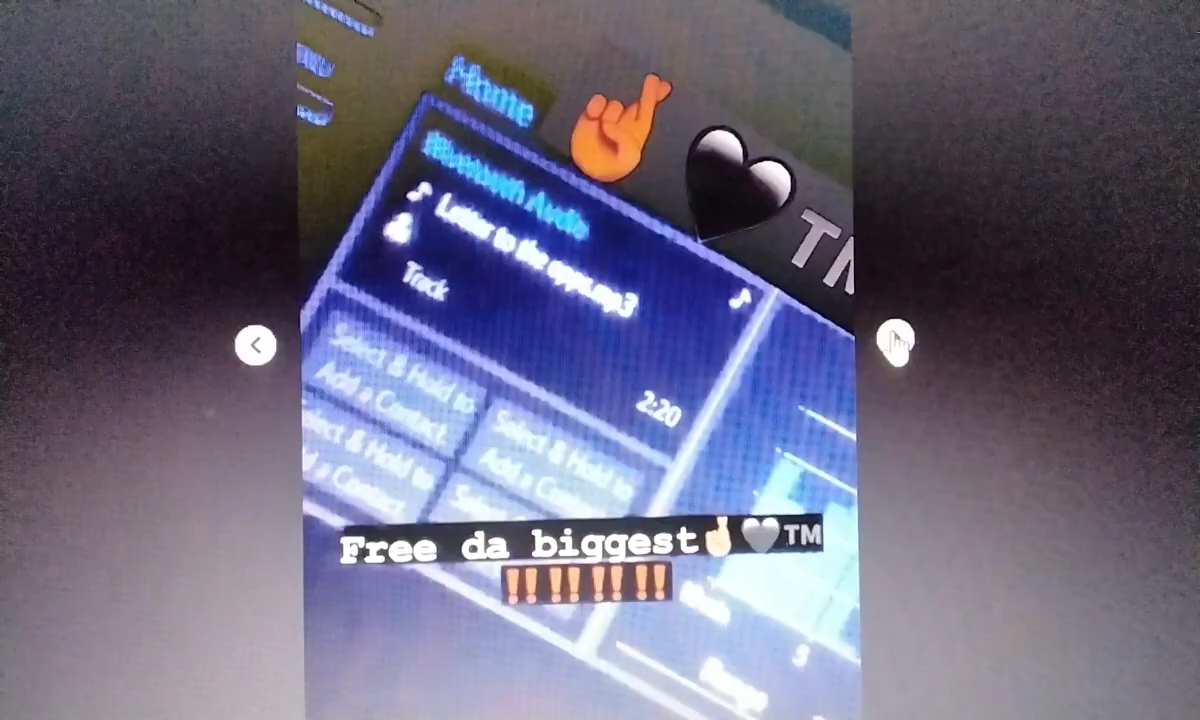 Home
🤞🖤™
Bluetooth Audio
♪ Letter to the opps.mp3
Track
♪
2:20
Select & Hold to
Add a Contact
Select & Hold to
Add a Contact
Select & Hold to
Add a Contact
Free da biggest🤞🖤™
‼️‼️‼️‼️